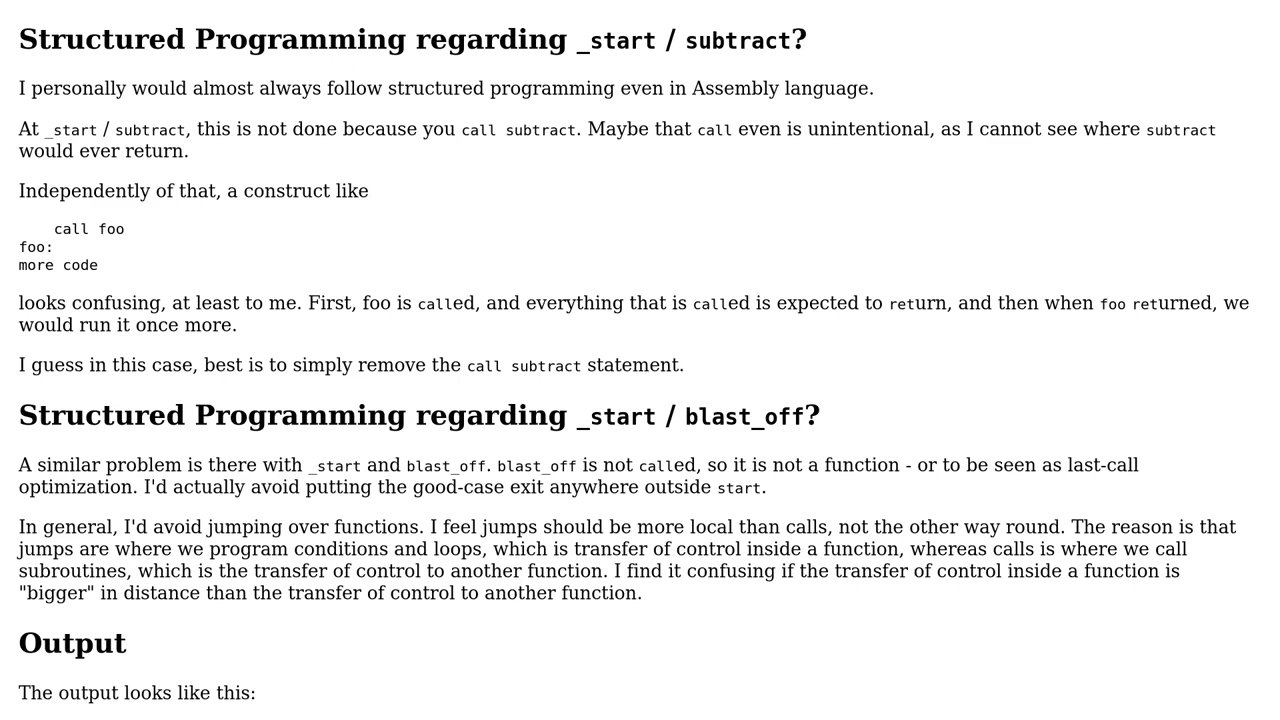 Structured Programming regarding _start / subtract?
I personally would almost always follow structured programming even in Assembly language.
At _start / subtract, this is not done because you call subtract. Maybe that call even is unintentional, as I cannot see where subtract
would ever return.
Independently of that, a construct like
    call foo
foo:
more code
looks confusing, at least to me. First, foo is called, and everything that is called is expected to return, and then when foo returned, we
would run it once more.
I guess in this case, best is to simply remove the call subtract statement.
Structured Programming regarding _start / blast_off?
A similar problem is there with _start and blast_off. blast_off is not called, so it is not a function - or to be seen as last-call
optimization. I'd actually avoid putting the good-case exit anywhere outside start.
In general, I'd avoid jumping over functions. I feel jumps should be more local than calls, not the other way round. The reason is that
jumps are where we program conditions and loops, which is transfer of control inside a function, whereas calls is where we call
subroutines, which is the transfer of control to another function. I find it confusing if the transfer of control inside a function is
"bigger" in distance than the transfer of control to another function.
Output
The output looks like this: